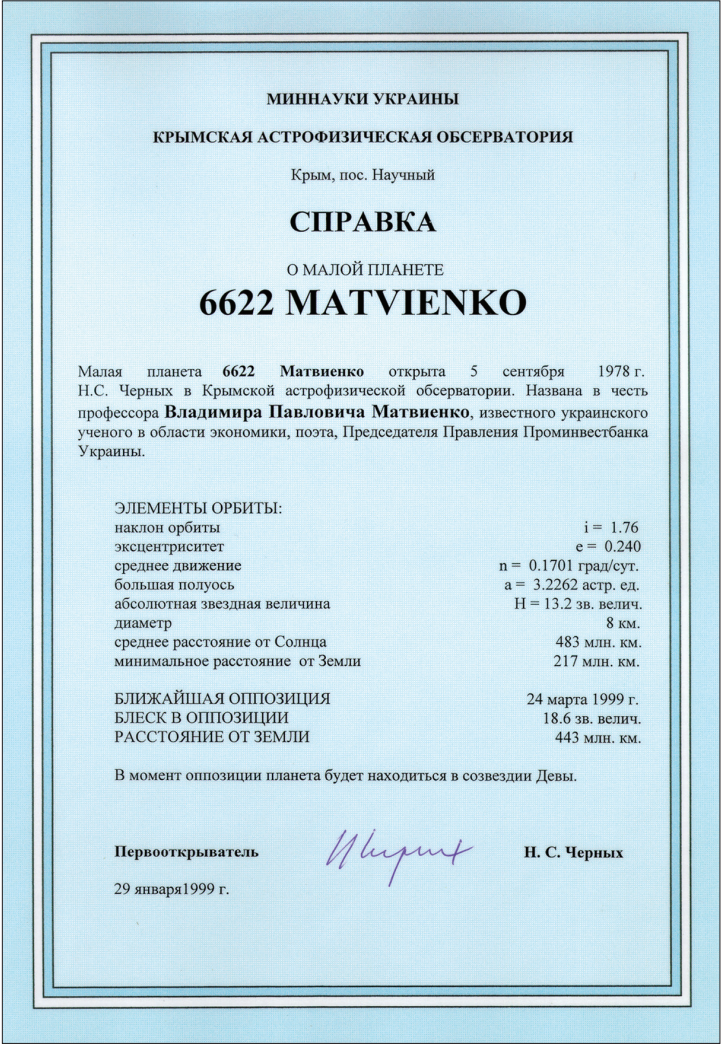 МИННАУКИ УКРАИНЫ
КРЫМСКАЯ АСТРОФИЗИЧЕСКАЯ ОБСЕРВАТОРИЯ
Крым, пос. Научный
СПРАВКА
О МАЛОЙ ПЛАНЕТЕ
6622 MATVIENKO
Малая планета 6622 Матвиенко открыта 5 сентября 1978 г.
Н.С. Черных в Крымской астрофизической обсерватории. Названа в честь
профессора Владимира Павловича Матвиенко, известного украинского
ученого в области экономики, поэта, Председателя Правления Проминвестбанка
Украины.
ЭЛЕМЕНТЫ ОРБИТЫ:
наклон орбиты i = 1.76
эксцентриситет e = 0.240
среднее движение n = 0.1701 град/сут.
большая полуось a = 3.2262 астр. ед.
абсолютная звездная величина H = 13.2 зв. велич.
диаметр 8 км.
среднее расстояние от Солнца 483 млн. км.
минимальное расстояние от Земли 217 млн. км.
БЛИЖАЙШАЯ ОППОЗИЦИЯ 24 марта 1999 г.
БЛЕСК В ОППОЗИЦИИ 18.6 зв. велич.
РАССТОЯНИЕ ОТ ЗЕМЛИ 443 млн. км.
В момент оппозиции планета будет находиться в созвездии Девы.
Первооткрыватель Н. С. Черных
29 января1999 г.